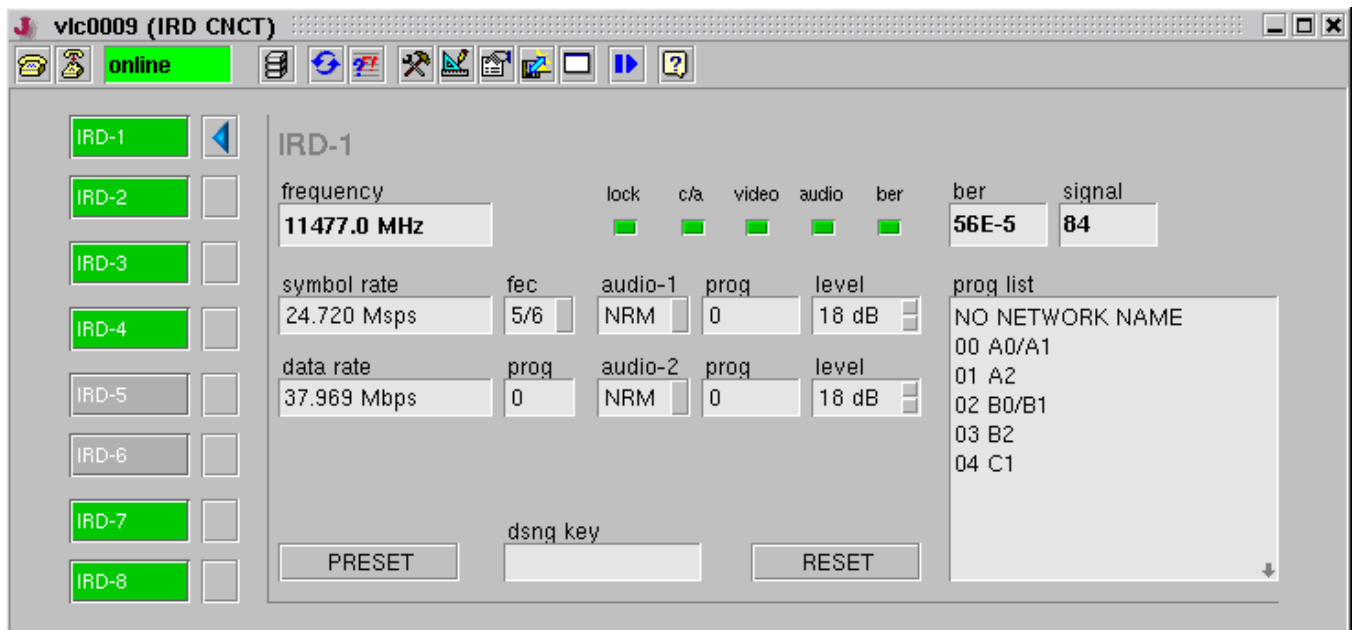 vlc0009 (IRD CNCT)
online
IRD-1
IRD-2
IRD-3
IRD-4
IRD-5
IRD-6
IRD-7
IRD-8
IRD-1
frequency
11477.0 MHz
lock c/a video audio ber
ber signal
56E-5 84
symbol rate fec audio-1 prog level
24.720 Msps 5/6 NRM 0 18 dB
data rate prog audio-2 prog level
37.969 Mbps 0 NRM 0 18 dB
prog list
NO NETWORK NAME
00 A0/A1
01 A2
02 B0/B1
03 B2
04 C1
dsng key
PRESET RESET